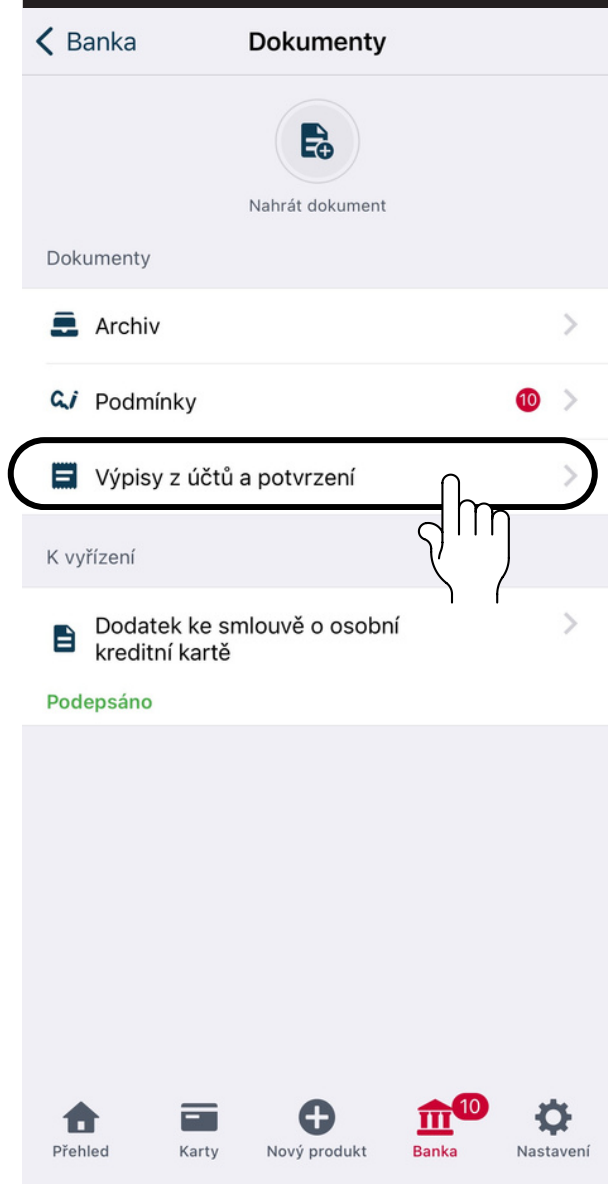 Banka
Dokumenty
Nahrát dokument
Dokumenty
Archiv
Podmínky
10
Výpisy z účtů a potvrzení
K vyřízení
Dodatek ke smlouvě o osobní
kreditní kartě
Podepsáno
10
Přehled
Karty
Nový produkt
Banka
Nastavení